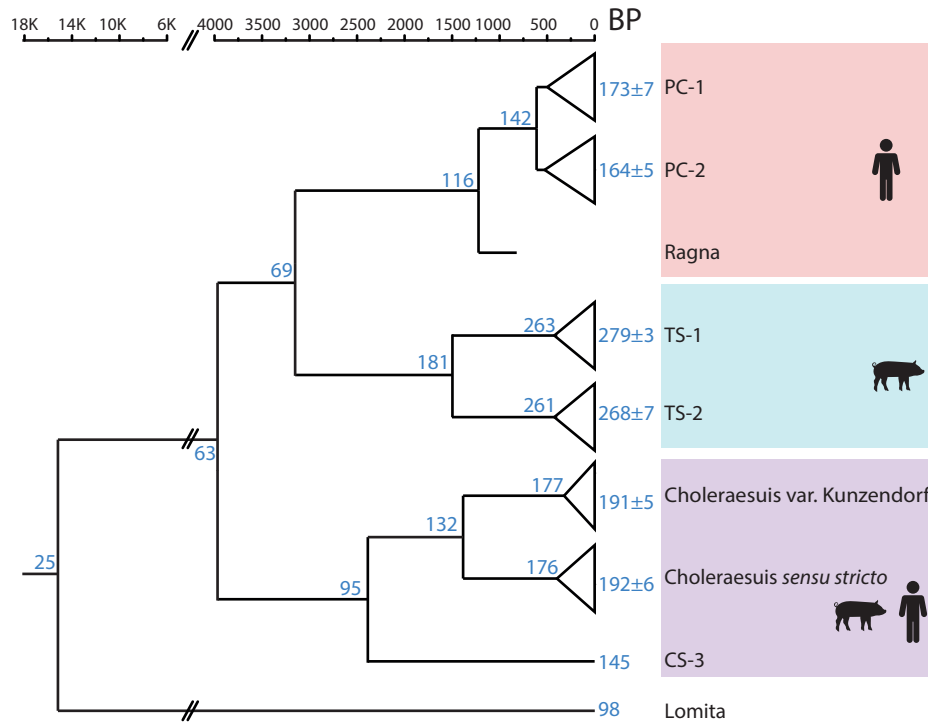 18K 14K 10K 6K 4000 3500 3000 2500 2000 1500 1000 500 0 BP
173±7 PC-1
142
164±5 PC-2
116
Ragna
69
263 279±3 TS-1
181
261 268±7 TS-2
63
177 191±5 Choleraesuis var. Kunzendorf
132
25
176 192±6 Choleraesuis sensu stricto
95
145 CS-3
98 Lomita